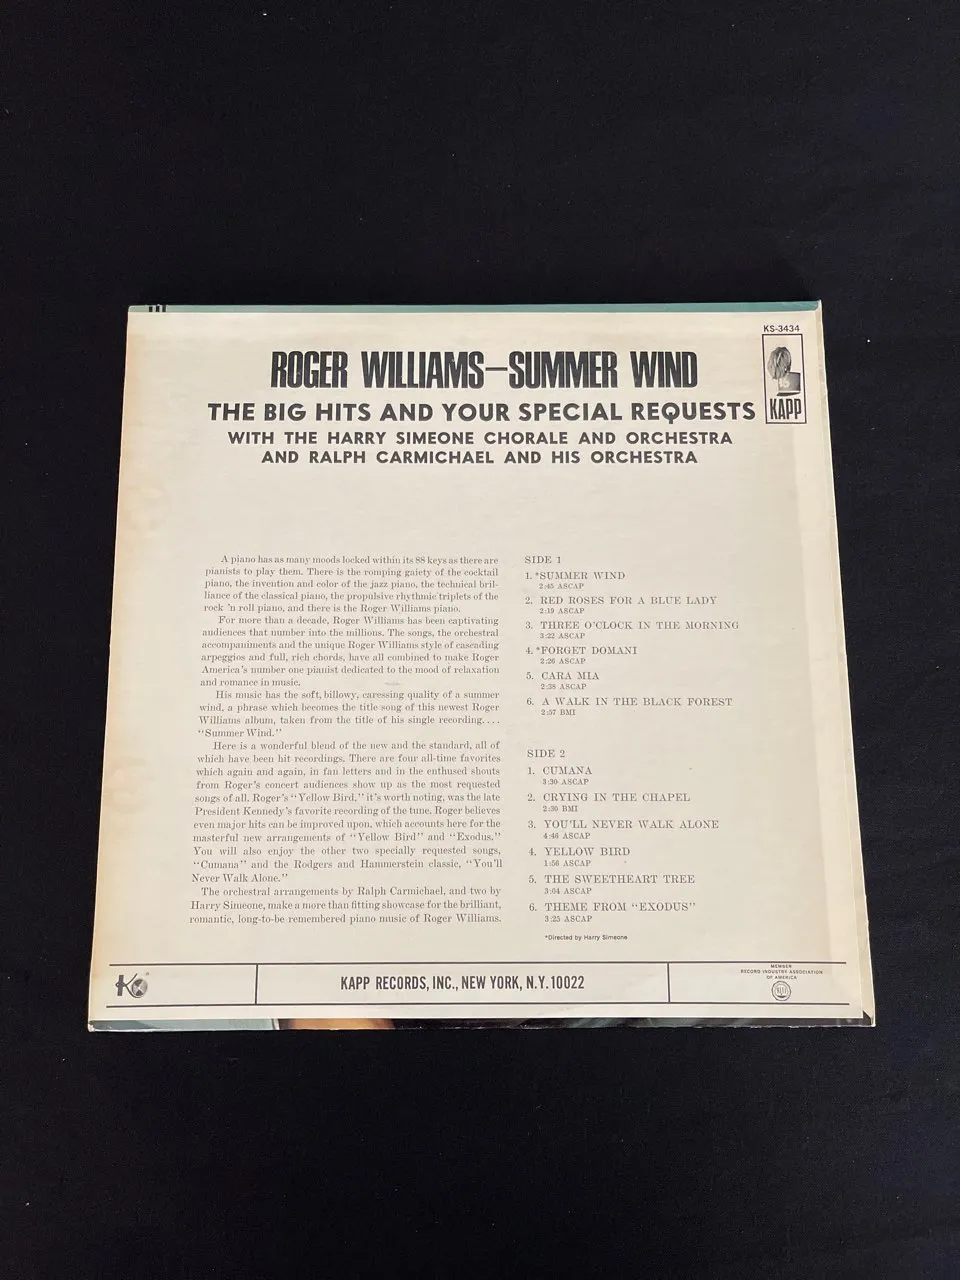 KS-3434
KAPP
ROGER WILLIAMS—SUMMER WIND
THE BIG HITS AND YOUR SPECIAL REQUESTS
WITH THE HARRY SIMEONE CHORALE AND ORCHESTRA
AND RALPH CARMICHAEL AND HIS ORCHESTRA
A piano has as many moods locked within its 88 keys as there are
pianists to play them. There is the romping gaiety of the cocktail
piano, the invention and color of the jazz piano, the technical bril-
liance of the classical piano, the propulsive rhythmic triplets of the
rock 'n roll piano, and there is the Roger Williams piano.
For more than a decade, Roger Williams has been captivating
audiences that number into the millions. The songs, the orchestral
accompaniments and the unique Roger Williams style of cascading
arpeggios and full, rich chords, have all combined to make Roger
America's number one pianist dedicated to the mood of relaxation
and romance in music.
His music has the soft, billowy, caressing quality of a summer
wind, a phrase which becomes the title song of this newest Roger
Williams album, taken from the title of his single recording....
"Summer Wind."
Here is a wonderful blend of the new and the standard, all of
which have been hit recordings. There are four all-time favorites
which again and again, in fan letters and in the enthused shouts
from Roger's concert audiences show up as the most requested
songs of all. Roger's "Yellow Bird," it's worth noting, was the late
President Kennedy's favorite recording of the tune. Roger believes
even major hits can be improved upon, which accounts here for the
masterful new arrangements of "Yellow Bird" and "Exodus."
You will also enjoy the other two specially requested songs,
"Cumana" and the Rodgers and Hammerstein classic, "You'll
Never Walk Alone."
The orchestral arrangements by Ralph Carmichael, and two by
Harry Simeone, make a more than fitting showcase for the brilliant,
romantic, long-to-be remembered piano music of Roger Williams.
SIDE 1
1. *SUMMER WIND
2:45 ASCAP
2. RED ROSES FOR A BLUE LADY
2:19 ASCAP
3. THREE O'CLOCK IN THE MORNING
3:22 ASCAP
4. *FORGET DOMANI
2:26 ASCAP
5. CARA MIA
2:28 ASCAP
6. A WALK IN THE BLACK FOREST
2:57 BMI
SIDE 2
1. CUMANA
3:30 ASCAP
2. CRYING IN THE CHAPEL
2:30 BMI
3. YOU'LL NEVER WALK ALONE
4:46 ASCAP
4. YELLOW BIRD
1:56 ASCAP
5. THE SWEETHEART TREE
3:04 ASCAP
6. THEME FROM "EXODUS"
3:25 ASCAP
*Directed by Harry Simeone
K
KAPP RECORDS, INC., NEW YORK, N.Y. 10022
MEMBER
RECORD INDUSTRY ASSOCIATION
OF AMERICA